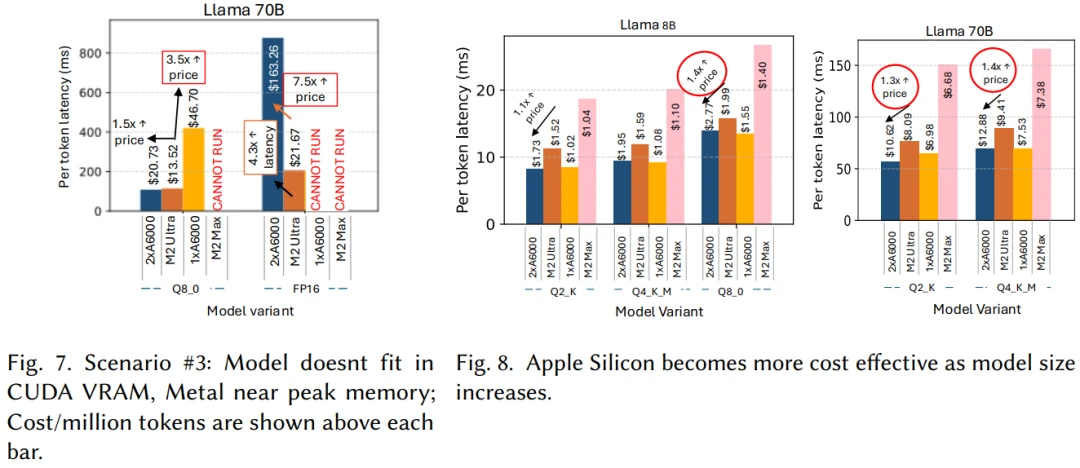 Llama 70B
Per token latency (ms)
800
600
400
200
0
1.5x ↑
price
3.5x ↑
price
4.3x ↑
latency
7.5x ↑
price
$20.73
$13.52
$46.70
CANNOT RUN
$163.26
$21.67
CANNOT RUN
CANNOT RUN
2xA6000
M2 Ultra
1xA6000
M2 Max
2xA6000
M2 Ultra
1xA6000
M2 Max
Q8_0
FP16
Model variant
Llama 8B
Per token latency (ms)
20
10
0
1.1x ↑
price
1.4x ↑
price
$1.73
$1.52
$1.02
$1.04
$1.95
$1.59
$1.08
$1.10
$2.77
$1.99
$1.55
$1.40
2xA6000
M2 Ultra
1xA6000
M2 Max
2xA6000
M2 Ultra
1xA6000
M2 Max
2xA6000
M2 Ultra
1xA6000
M2 Max
Q2_K
Q4_K_M
Q8_0
Model Variant
Llama 70B
Per token latency (ms)
150
100
50
0
1.3x ↑
price
1.4x ↑
price
$10.62
$8.09
$6.98
$6.68
$12.88
$9.41
$7.53
$7.38
2xA6000
M2 Ultra
1xA6000
M2 Max
2xA6000
M2 Ultra
1xA6000
M2 Max
Q2_K
Q4_K_M
Model Variant
Fig. 7. Scenario #3: Model doesnt fit in
CUDA VRAM, Metal near peak memory;
Cost/million tokens are shown above each
bar.
Fig. 8. Apple Silicon becomes more cost effective as model size
increases.